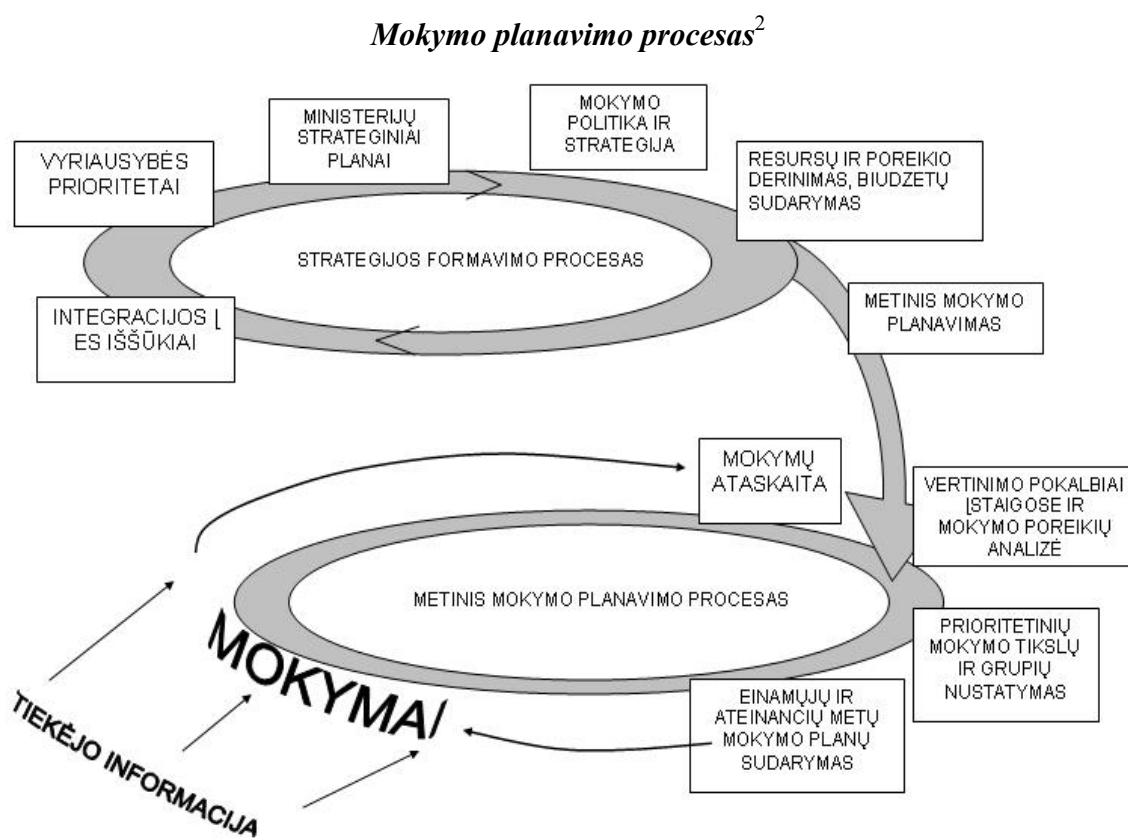 Mokymo planavimo procesas²
MINISTERIJŲ
STRATEGINIAI
PLANAI
MOKYMO
POLITIKA IR
STRATEGIJA
VYRIAUSYBĖS
PRIORITETAI
RESURSŲ IR POREIKIO
DERINIMAS, BIUDŽETŲ
SUDARYMAS
STRATEGIJOS FORMAVIMO PROCESAS
INTEGRACIJOS Į
ES IŠŠŪKIAI
METINIS MOKYMO
PLANAVIMAS
MOKYMŲ
ATASKAITA
VERTINIMO POKALBIAI
ĮSTAIGOSE IR
MOKYMO POREIKIŲ
ANALIZĖ
METINIS MOKYMO PLANAVIMO PROCESAS
PRIORITETINIŲ
MOKYMO TIKSLŲ
IR GRUPIŲ
NUSTATYMAS
MOKYMAI
EINAMŲJŲ IR
ATEINANČIŲ METŲ
MOKYMO PLANŲ
SUDARYMAS
TIEKĖJO INFORMACIJA